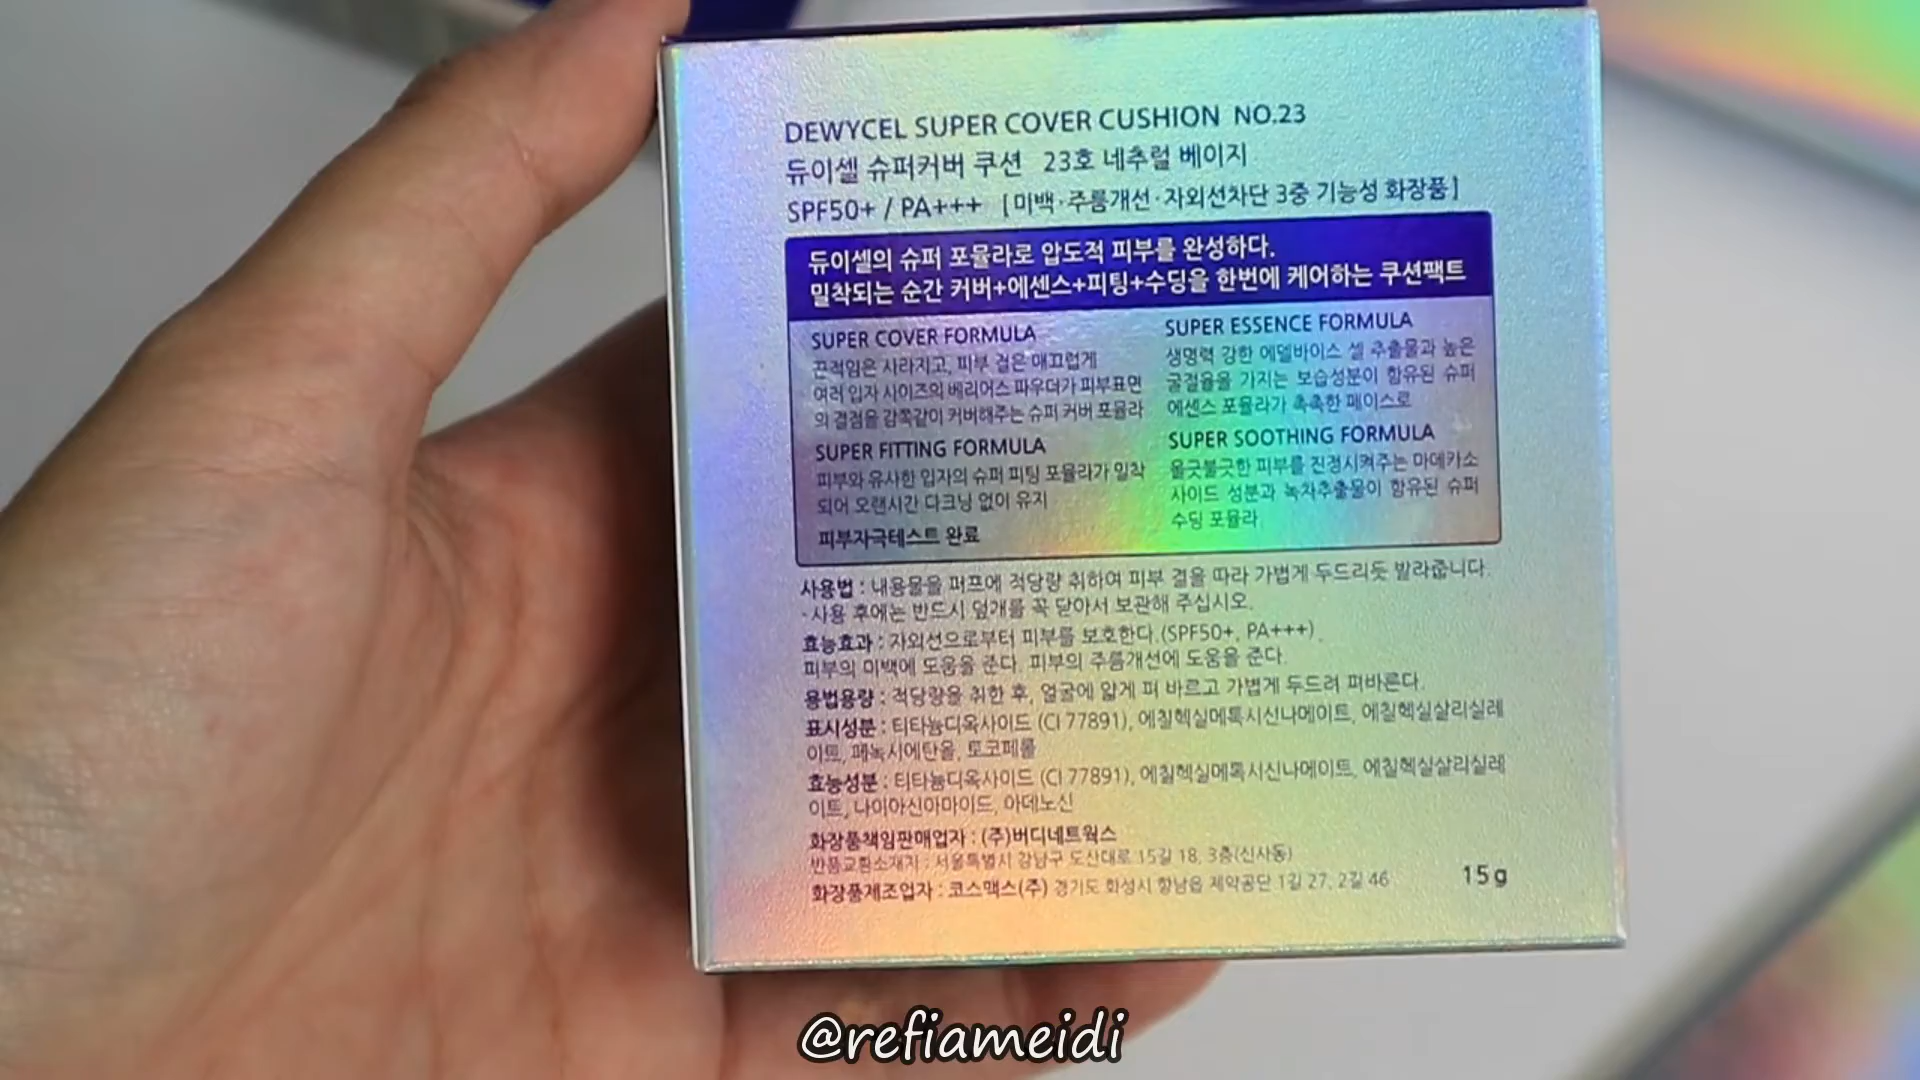 DEWYCEL SUPER COVER CUSHION NO.23
듀이셀 슈퍼커버 쿠션 23호 네추럴 베이지
SPF50+ / PA+++ [미백·주름개선·자외선차단 3중 기능성 화장품]
듀이셀의 슈퍼 포뮬라로 압도적 피부를 완성하다.
밀착되는 순간 커버+에센스+피팅+수딩을 한번에 케어하는 쿠션팩트
SUPER COVER FORMULA
끈적임은 사라지고, 피부 결은 매끄럽게
여러 입자 사이즈의 베리어스 파우더가 피부표면
의 결점을 감쪽같이 커버해주는 슈퍼 커버 포뮬라
SUPER FITTING FORMULA
피부와 유사한 입자의 슈퍼 피팅 포뮬라가 밀착
되어 오랜시간 다크닝 없이 유지
피부자극테스트 완료
SUPER ESSENCE FORMULA
생명력 강한 에델바이스 셀 추출물과 높은
굴절율을 가지는 보습성분이 함유된 슈퍼
에센스 포뮬라가 촉촉한 페이스로
SUPER SOOTHING FORMULA
울긋불긋한 피부를 진정시켜주는 마데카소
사이드 성분과 녹차추출물이 함유된 슈퍼
수딩 포뮬라
사용법 : 내용물을 퍼프에 적당량 취하여 피부 결을 따라 가볍게 두드리듯 발라줍니다.
- 사용 후에는 반드시 덮개를 꼭 닫아서 보관해 주십시오.
효능효과 : 자외선으로부터 피부를 보호한다.(SPF50+, PA+++).
피부의 미백에 도움을 준다. 피부의 주름개선에 도움을 준다.
용법용량 : 적당량을 취한 후, 얼굴에 얇게 펴 바르고 가볍게 두드려 펴바른다.
표시성분 : 티타늄디옥사이드 (CI 77891), 에칠헥실메톡시신나메이트, 에칠헥실살리실레
이트, 페녹시에탄올, 토코페롤
효능성분 : 티타늄디옥사이드 (CI 77891), 에칠헥실메톡시신나메이트, 에칠헥실살리실레
이트, 나이아신아마이드, 아데노신
화장품책임판매업자 : (주)버디네트웍스
반품교환소재지 : 서울특별시 강남구 도산대로 15길 18, 3층(신사동)
화장품제조업자 : 코스맥스(주) 경기도 화성시 향남읍 제약공단 1길 27, 2길 46
15g
@refiameidi